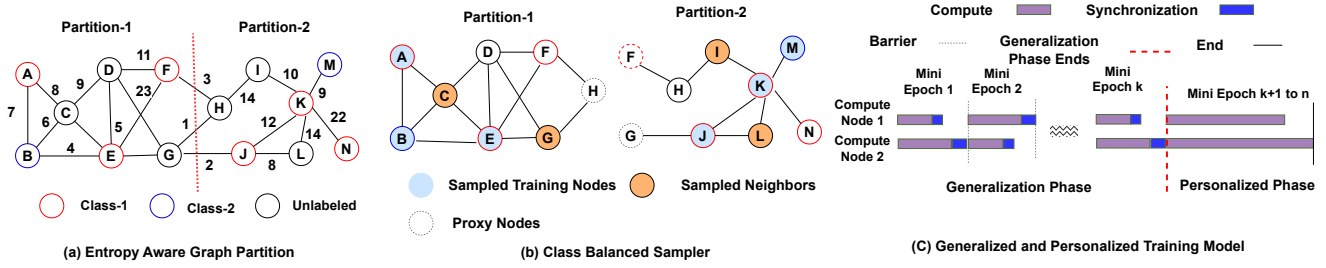 Partition-1
Partition-2
11
A
D
F
3
I
10
M
8
9
23
14
9
K
7
C
H
22
6
5
1
12
14
B
4
E
G
2
J
8
L
N
Class-1
Class-2
Unlabeled
(a) Entropy Aware Graph Partition
Partition-1
Partition-2
A
D
F
C
H
B
E
G
F
I
M
H
K
G
J
L
N
Sampled Training Nodes
Sampled Neighbors
Proxy Nodes
(b) Class Balanced Sampler
Compute
Synchronization
Barrier
Generalization
Phase Ends
End
Mini
Epoch 1
Mini
Epoch 2
Mini
Epoch k
Mini Epoch k+1 to n
Compute
Node 1
Compute
Node 2
Generalization Phase
Personalized Phase
(C) Generalized and Personalized Training Model